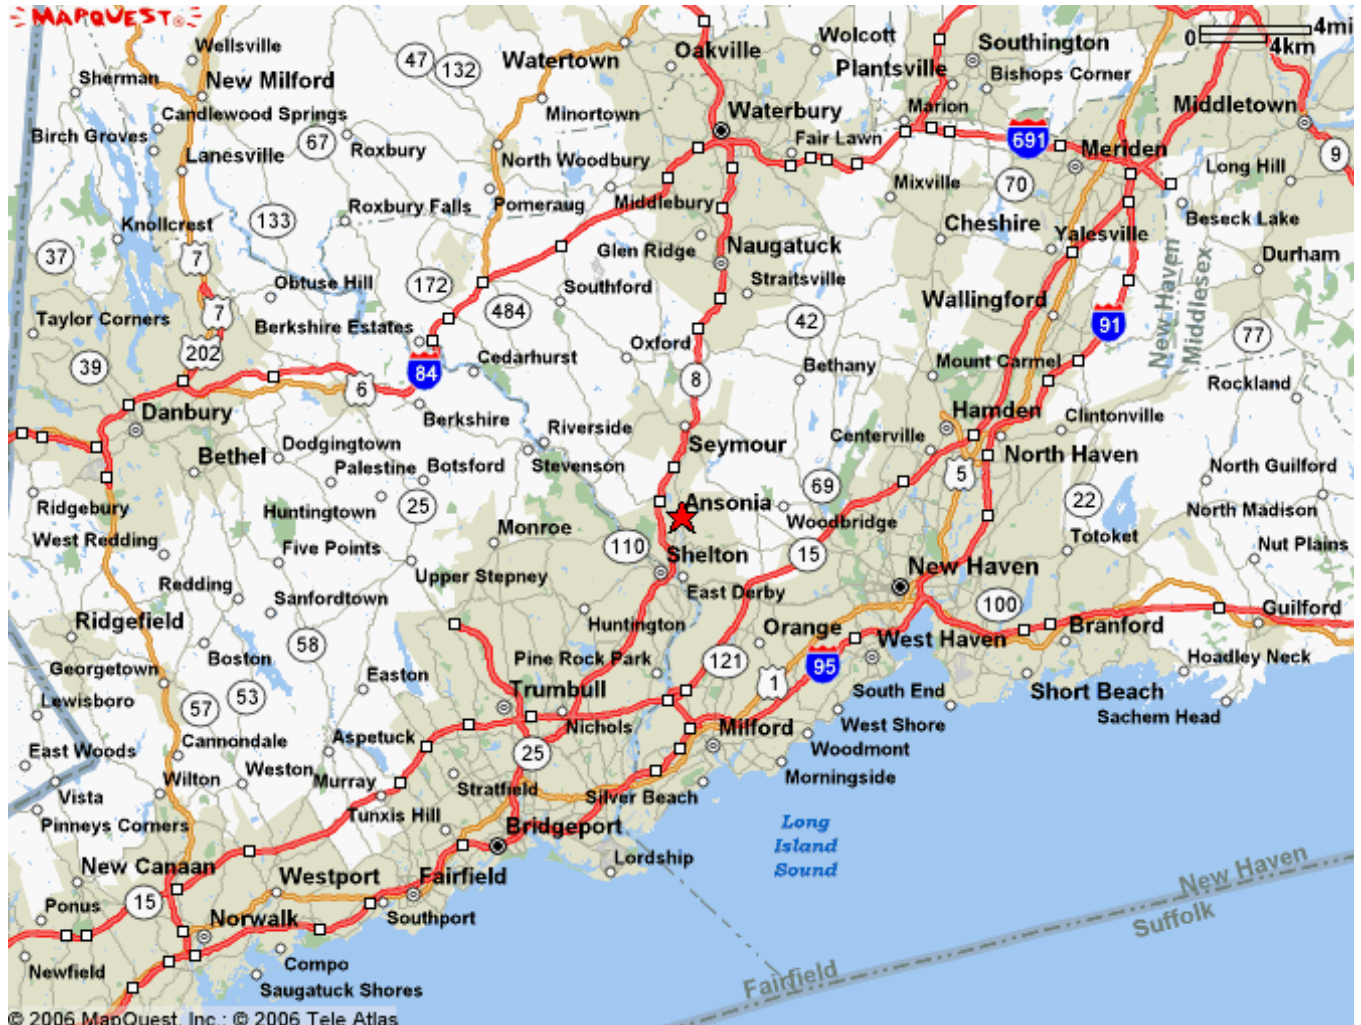 MAPQUEST
4mi
0
4km
Wellsville
47
132
Watertown
Oakville
Wolcott
Southington
Sherman
New Milford
Plantsville
Bishops Corner
Candlewood Springs
Minortown
Waterbury
Marion
Middletown
Birch Groves
67
Roxbury
Fair Lawn
691
Meriden
9
Lanesville
North Woodbury
Long Hill
Roxbury Falls
Pomeraug
Middlebury
Mixville
70
Beseck Lake
Knollcrest
133
Cheshire
Yalesville
37
7
Glen Ridge
Naugatuck
New Haven
Middlesex
Durham
Obtuse Hill
172
Southford
Straitsville
Wallingford
7
484
Taylor Corners
Berkshire Estates
42
91
77
202
Cedarhurst
Oxford
Bethany
Mount Carmel
39
6
84
8
Rockland
Danbury
Berkshire
Hamden
Clintonville
Riverside
Seymour
Centerville
Dodgingtown
Bethel
Stevenson
North Haven
Palestine
Botsford
5
North Guilford
Ridgebury
Huntingtown
25
Ansonia
69
22
Woodbridge
North Madison
West Redding
Monroe
Five Points
110
Shelton
15
Totoket
Nut Plains
Redding
Upper Stepney
New Haven
Sanfordtown
East Derby
100
Guilford
Ridgefield
Huntington
Orange
West Haven
Branford
58
Boston
Georgetown
Pine Rock Park
121
95
Hoadley Neck
Lewisboro
53
Easton
1
South End
Short Beach
57
Trumbull
Sachem Head
Nichols
West Shore
Milford
East Woods
Cannondale
Aspetuck
25
Woodmont
Wilton
Weston
Murray
Stratfield
Morningside
Vista
Silver Beach
Tunxis Hill
Pinneys Corners
Bridgeport
Long
Island
Sound
Lordship
New Canaan
Westport
Fairfield
New Haven
Ponus
15
Southport
Suffolk
Norwalk
Newfield
Compo
Fairfield
Saugatuck Shores
© 2006 MapQuest, Inc.; © 2006 Tele Atlas